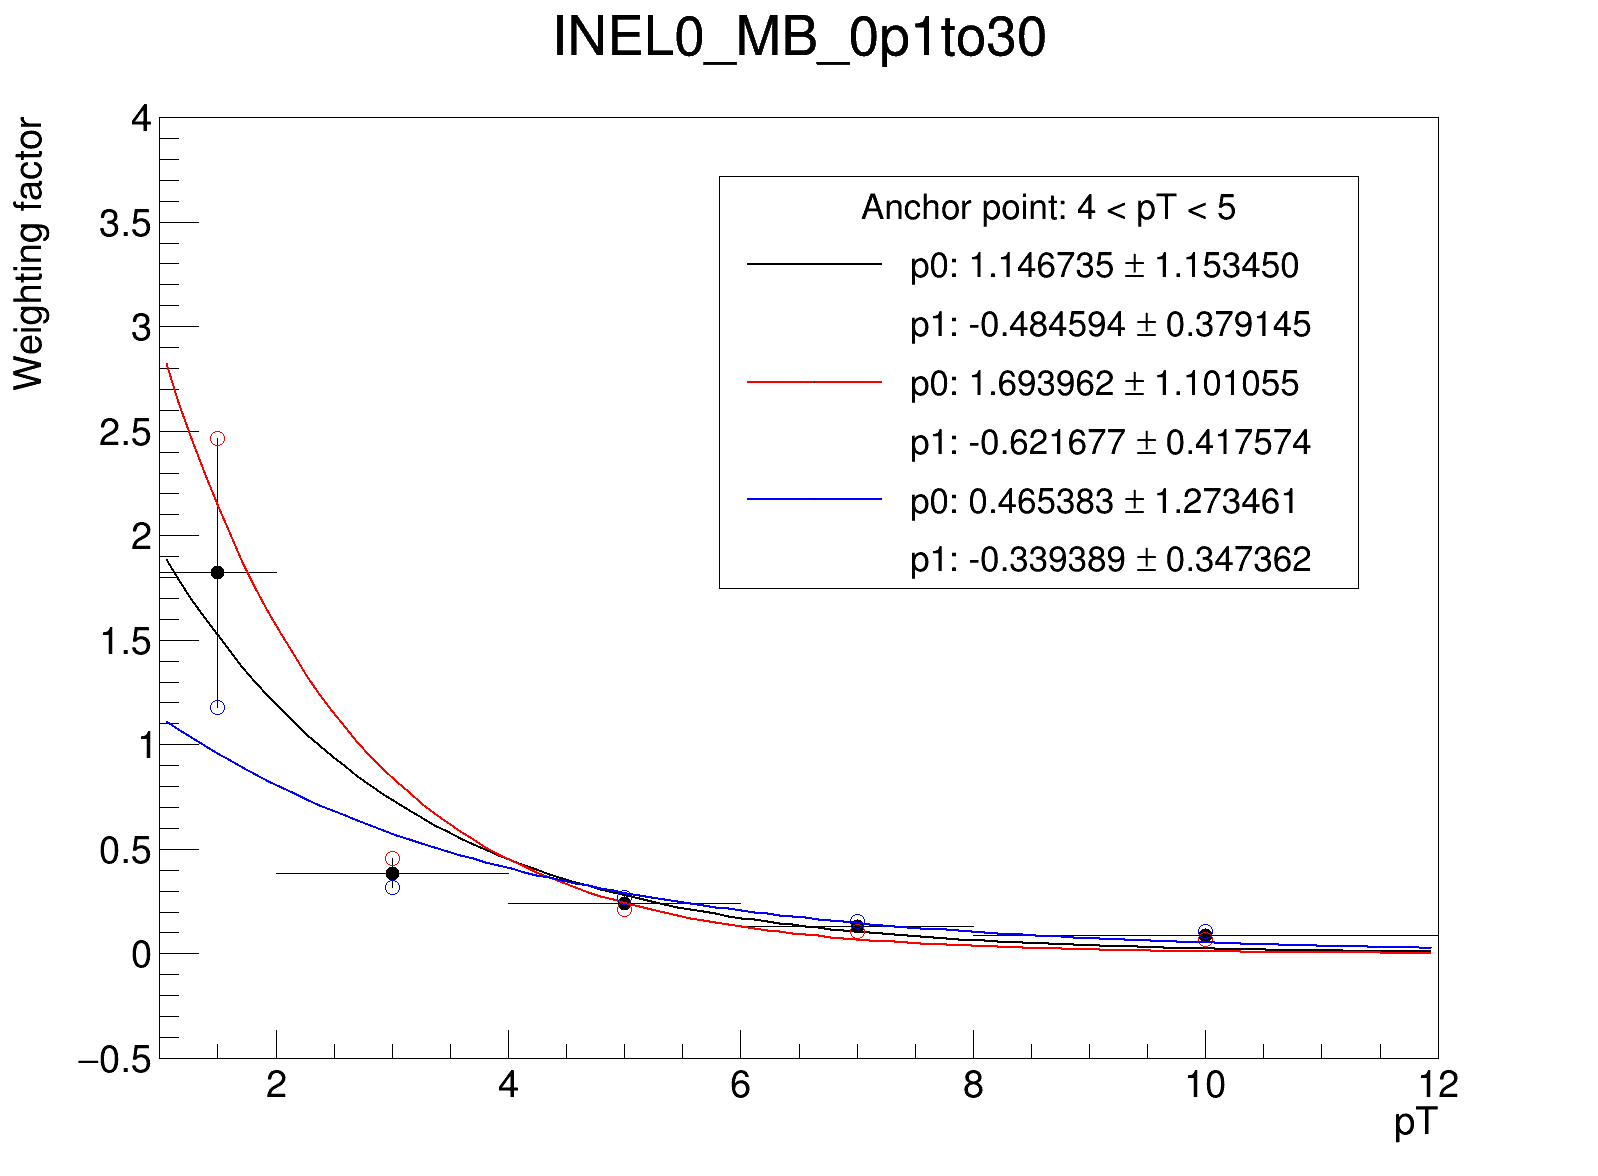 INEL0_MB_0p1to30
Weighting factor
4
3.5
3
2.5
2
1.5
1
0.5
0
−0.5
Anchor point: 4 < pT < 5
p0: 1.146735 ± 1.153450
p1: -0.484594 ± 0.379145
p0: 1.693962 ± 1.101055
p1: -0.621677 ± 0.417574
p0: 0.465383 ± 1.273461
p1: -0.339389 ± 0.347362
2 4 6 8 10 12
pT